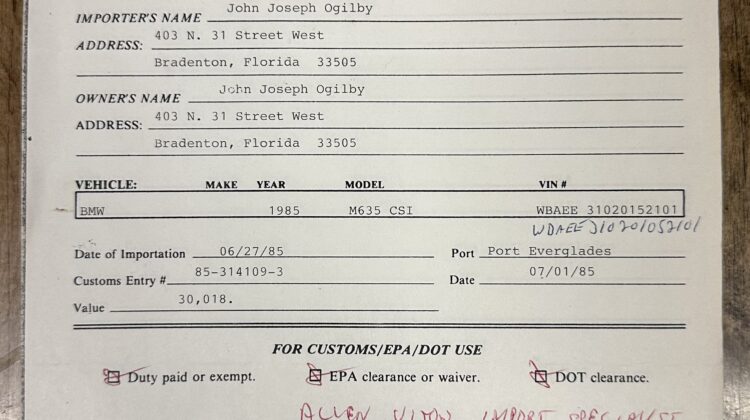 IMPORTER'S NAME John Joseph Ogilby
ADDRESS: 403 N. 31 Street West
Bradenton, Florida 33505
OWNER'S NAME John Joseph Ogilby
ADDRESS: 403 N. 31 Street West
Bradenton, Florida 33505
VEHICLE: MAKE YEAR MODEL VIN #
BMW 1985 M635 CSI WBAEE 31020152101
Date of Importation 06/27/85 Port Port Everglades
Customs Entry # 85-314109-3 Date 07/01/85
Value 30,018.
FOR CUSTOMS/EPA/DOT USE
Duty paid or exempt. EPA clearance or waiver. DOT clearance.
ALLEN IMPORT SPECIALIST